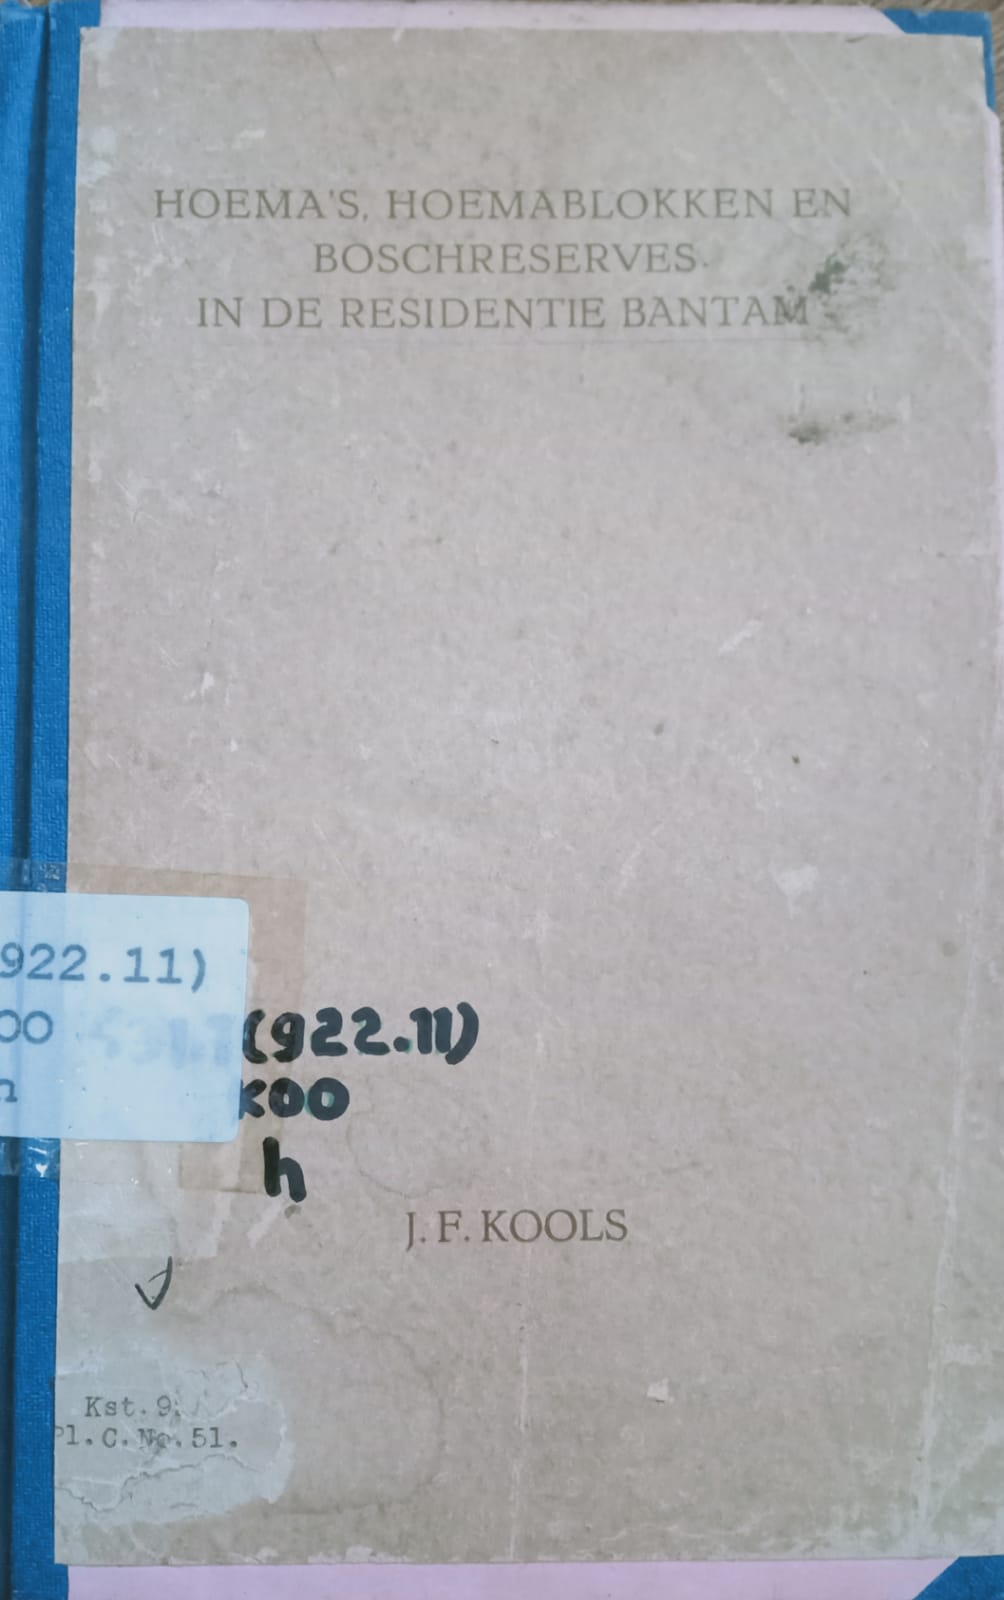 HOEMA'S, HOEMABLOKKEN EN
BOSCHRESERVES
IN DE RESIDENTIE BANTAM
922.11)
OO
(922.11)
KOO
h
J. F. KOOLS
Kst. 9
Pl. C. No. 51.